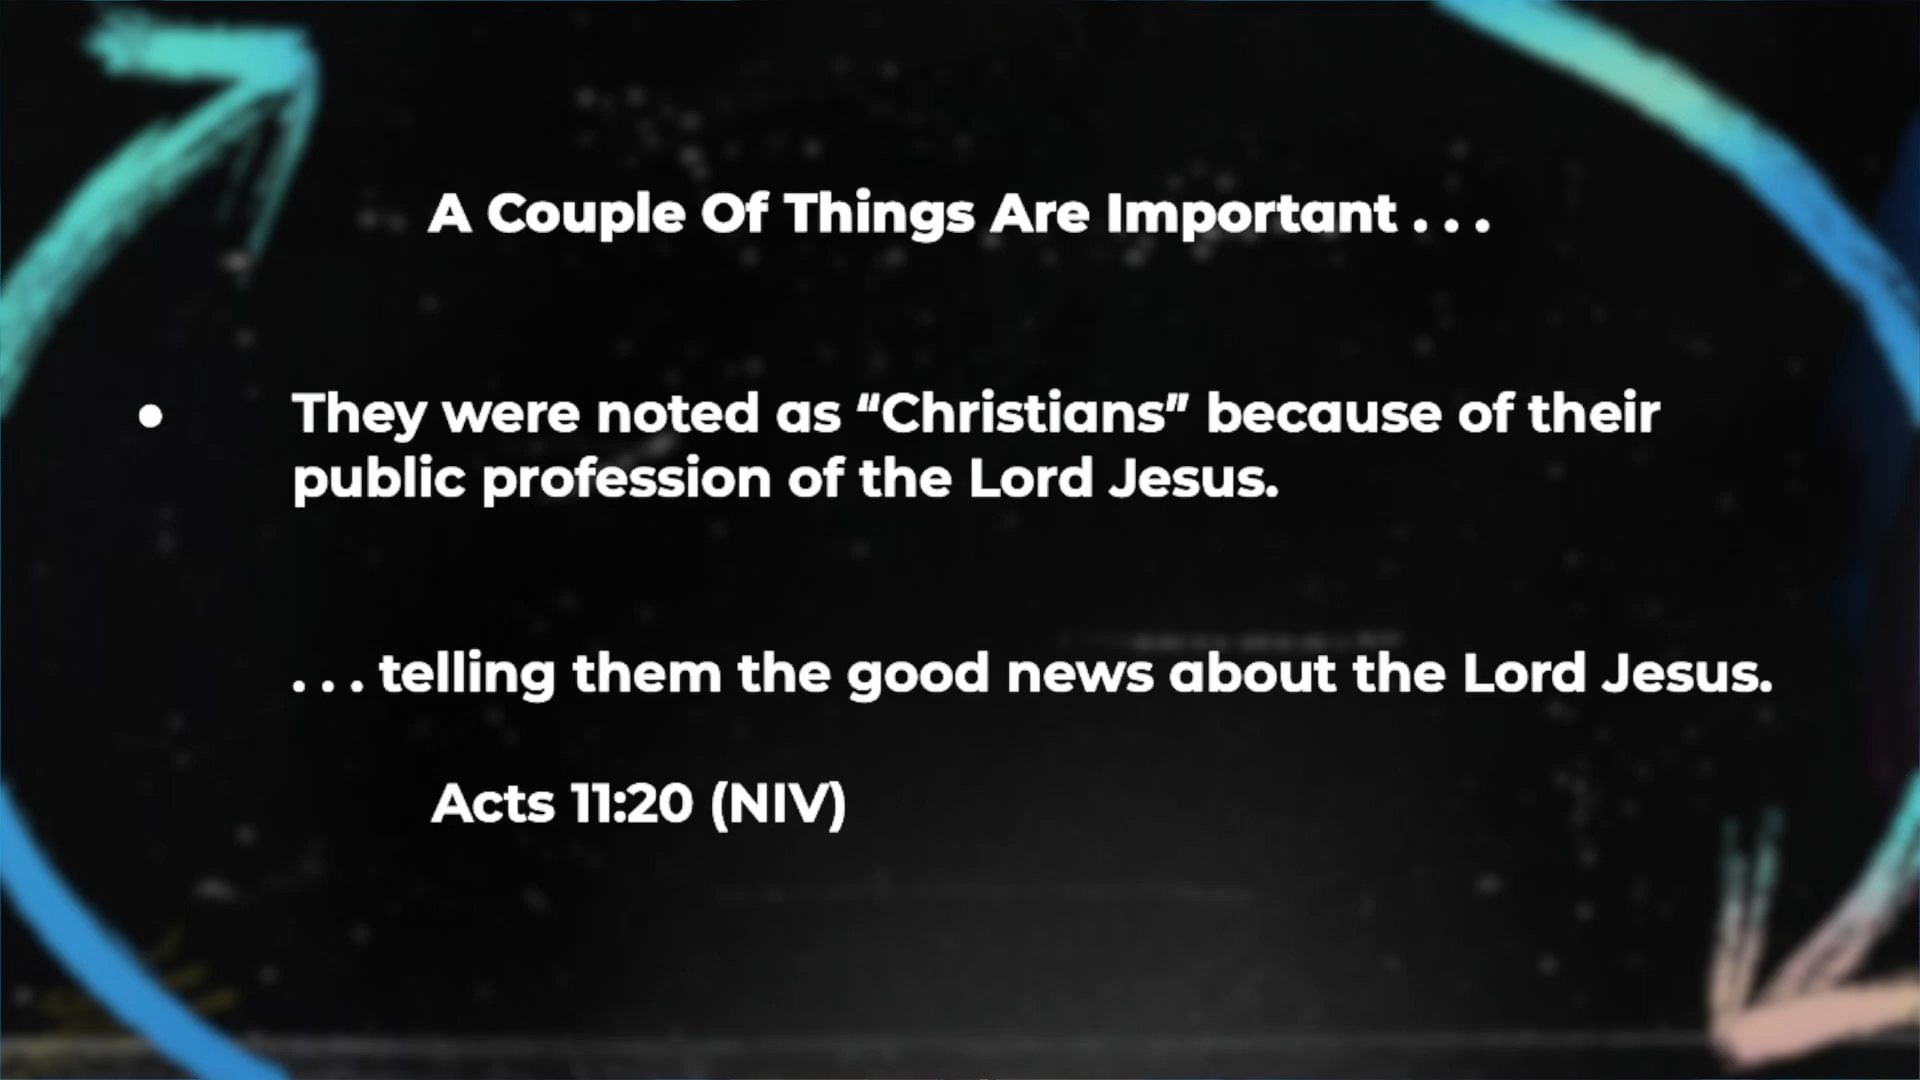 A Couple Of Things Are Important . . .
• They were noted as “Christians” because of their
public profession of the Lord Jesus.
. . . telling them the good news about the Lord Jesus.
Acts 11:20 (NIV)